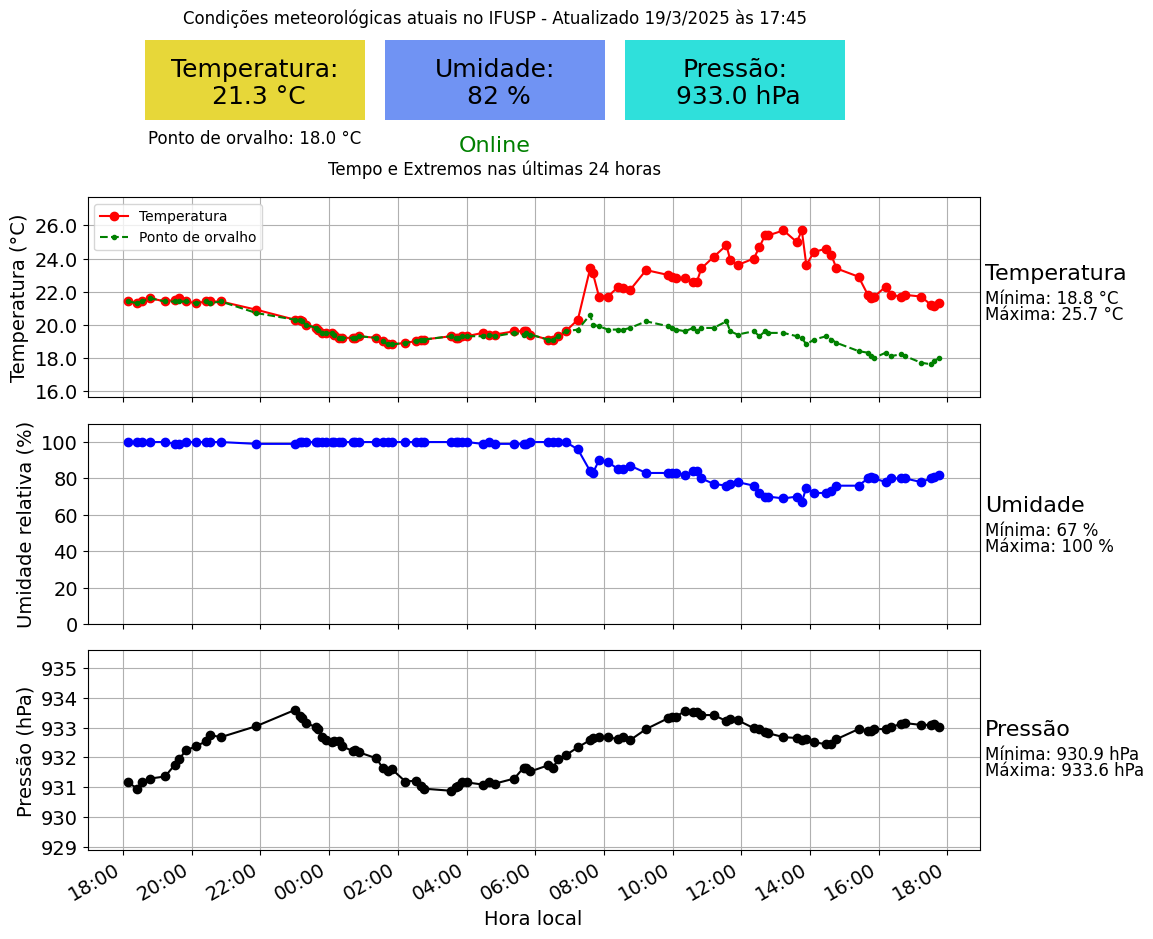 Condições meteorológicas atuais no IFUSP - Atualizado 19/3/2025 às 17:45
Temperatura:
21.3 °C
Umidade:
82 %
Pressão:
933.0 hPa
Ponto de orvalho: 18.0 °C
Online
Tempo e Extremos nas últimas 24 horas
Temperatura (°C)
26.0
24.0
22.0
20.0
18.0
16.0
Temperatura
Ponto de orvalho
Temperatura
Mínima: 18.8 °C
Máxima: 25.7 °C
Umidade relativa (%)
100
80
60
40
20
0
Umidade
Mínima: 67 %
Máxima: 100 %
Pressão (hPa)
935
934
933
932
931
930
929
Pressão
Mínima: 930.9 hPa
Máxima: 933.6 hPa
18:00 20:00 22:00 00:00 02:00 04:00 06:00 08:00 10:00 12:00 14:00 16:00 18:00
Hora local